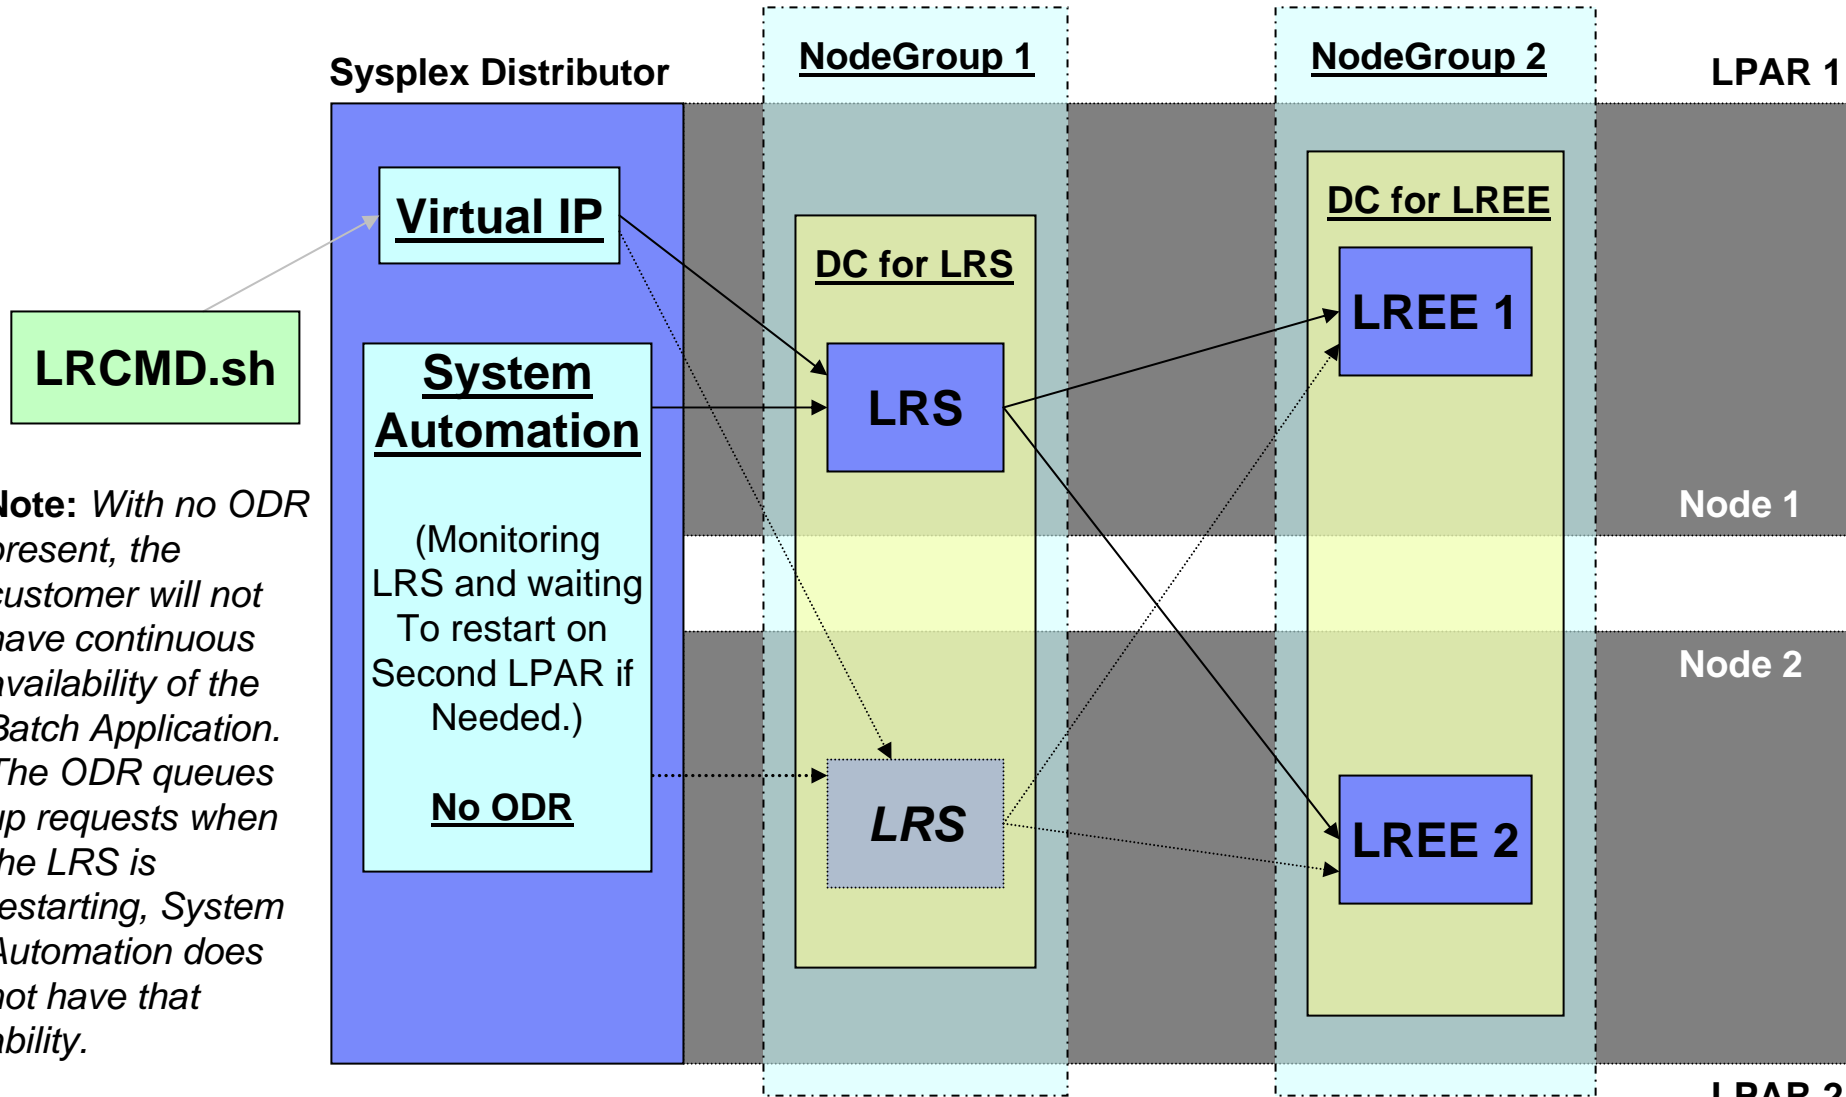 Sysplex Distributor
NodeGroup 1
NodeGroup 2
LPAR 1
Virtual IP
DC for LRS
DC for LREE
LREE 1
LRCMD.sh
System
Automation
LRS
(Monitoring
LRS and waiting
To restart on
Second LPAR if
Needed.)
No ODR
Node 1
Node 2
LRS
LREE 2
Note: With no ODR
present, the
customer will not
have continuous
availability of the
Batch Application.
The ODR queues
up requests when
the LRS is
restarting, System
Automation does
not have that
ability.
LPAR 2